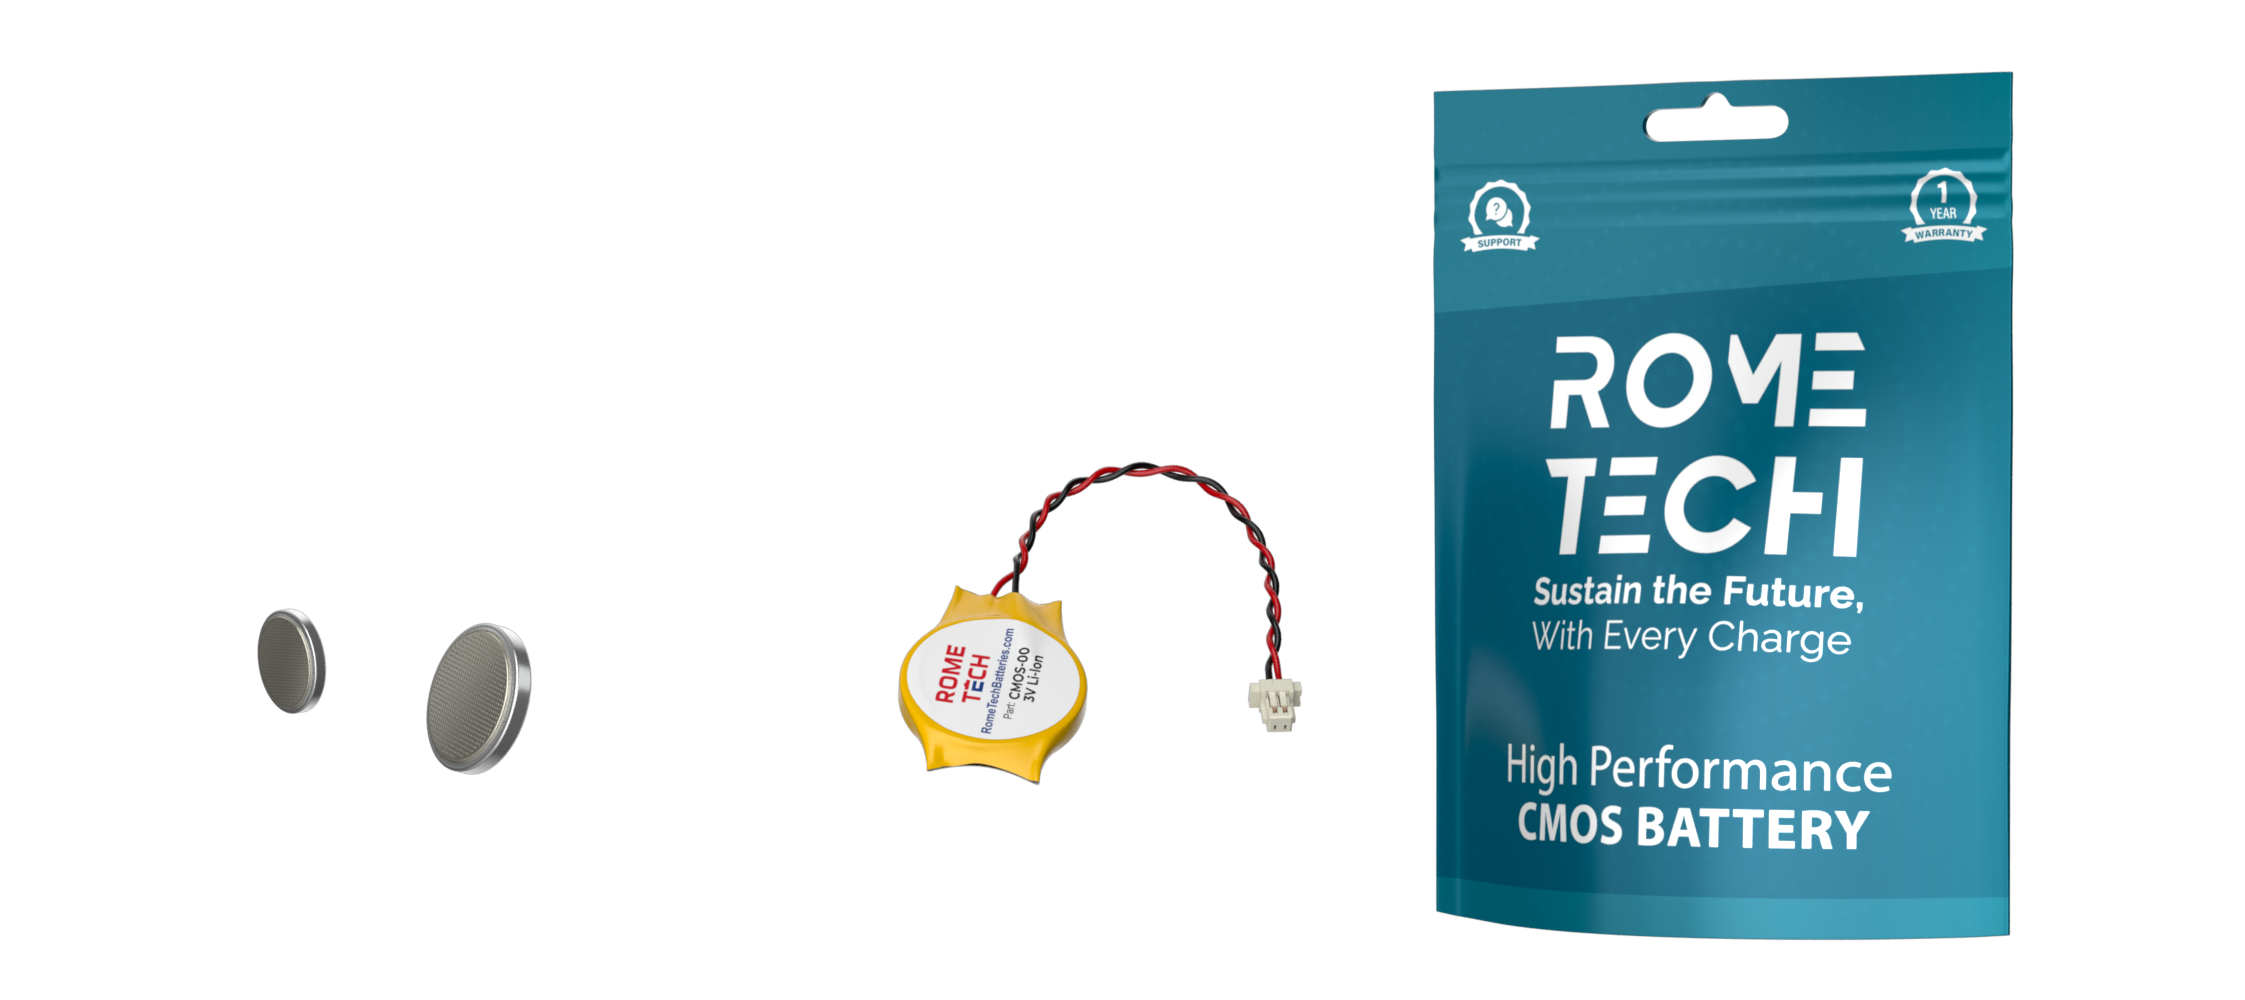 ROME
TECH
RomeTechBatteries.com
Part: CMOS-00
3V Li-Ion
?
SUPPORT
1
YEAR
WARRANTY
ROME
TECH
Sustain the Future,
With Every Charge
High Performance
CMOS BATTERY